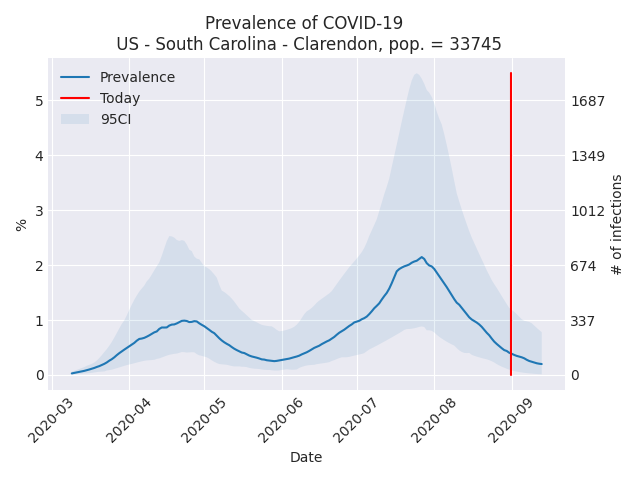 Prevalence of COVID-19
US - South Carolina - Clarendon, pop. = 33745
Prevalence
Today
95CI
%
5
4
3
2
1
0
1687
1349
1012
674
337
0
# of infections
2020-03
2020-04
2020-05
2020-06
2020-07
2020-08
2020-09
Date